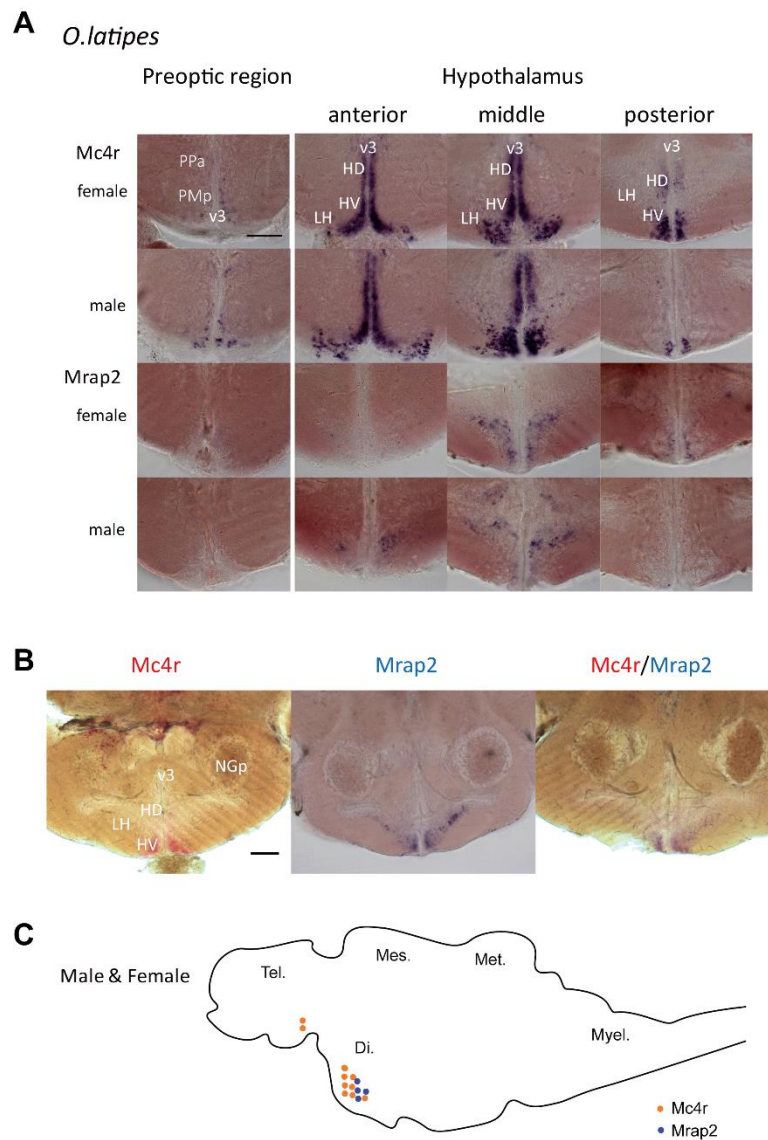 A
O.latipes
Preoptic region
Hypothalamus
anterior
middle
posterior
Mc4r
female
PPa
PMp
v3
v3
HD
HV
LH
v3
HD
HV
LH
v3
HD
LH
HV
male
Mrap2
female
male
B
Mc4r
Mrap2
Mc4r/Mrap2
NGp
v3
HD
LH
HV
C
Male & Female
Tel.
Mes.
Met.
Di.
Myel.
Mc4r
Mrap2